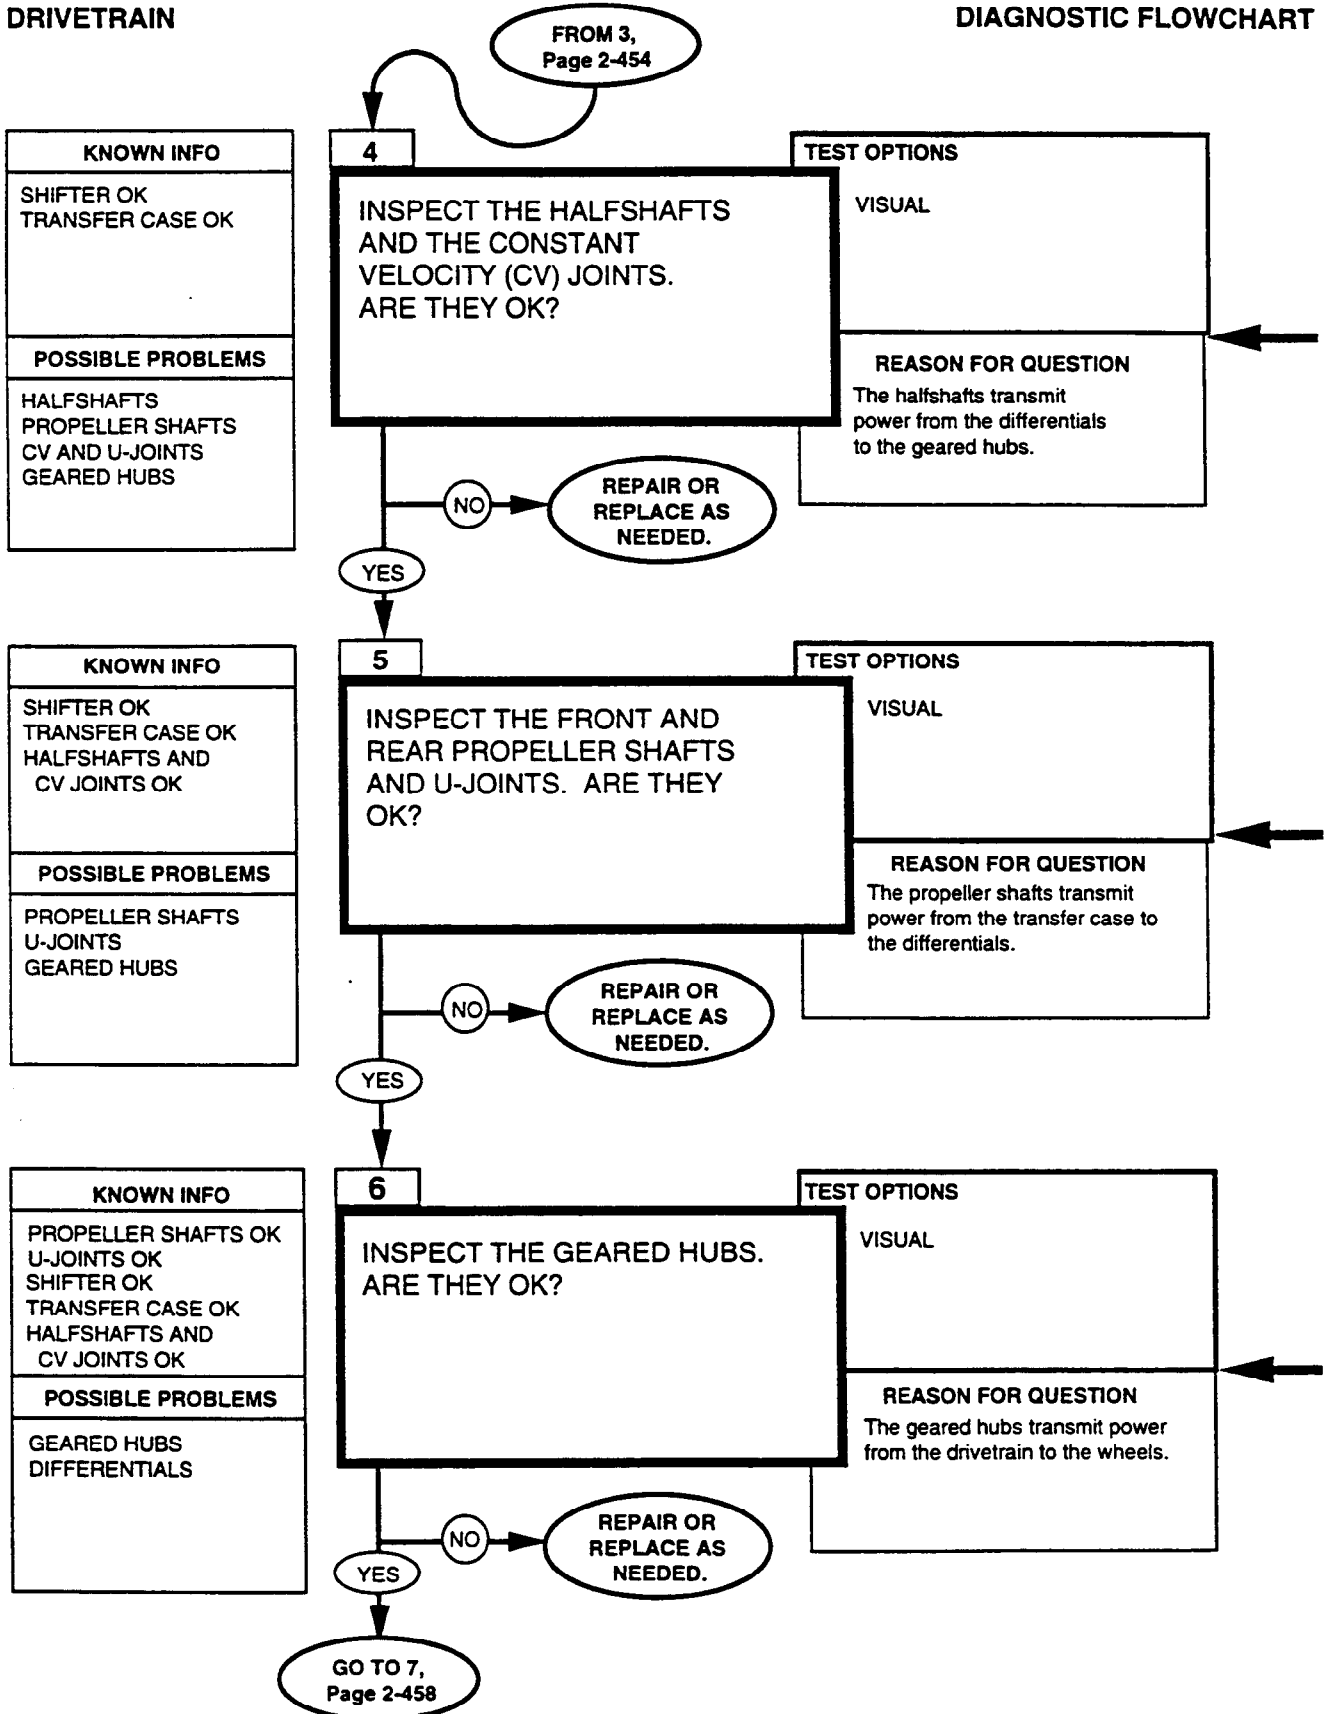 DRIVETRAIN
DIAGNOSTIC FLOWCHART
FROM 3,
Page 2-454
KNOWN INFO
SHIFTER OK
TRANSFER CASE OK
POSSIBLE PROBLEMS
HALFSHAFTS
PROPELLER SHAFTS
CV AND U-JOINTS
GEARED HUBS
4
INSPECT THE HALFSHAFTS
AND THE CONSTANT
VELOCITY (CV) JOINTS.
ARE THEY OK?
TEST OPTIONS
VISUAL
REASON FOR QUESTION
The halfshafts transmit
power from the differentials
to the geared hubs.
NO
REPAIR OR
REPLACE AS
NEEDED.
YES
KNOWN INFO
SHIFTER OK
TRANSFER CASE OK
HALFSHAFTS AND
CV JOINTS OK
POSSIBLE PROBLEMS
PROPELLER SHAFTS
U-JOINTS
GEARED HUBS
5
INSPECT THE FRONT AND
REAR PROPELLER SHAFTS
AND U-JOINTS. ARE THEY
OK?
TEST OPTIONS
VISUAL
REASON FOR QUESTION
The propeller shafts transmit
power from the transfer case to
the differentials.
NO
REPAIR OR
REPLACE AS
NEEDED.
YES
KNOWN INFO
PROPELLER SHAFTS OK
U-JOINTS OK
SHIFTER OK
TRANSFER CASE OK
HALFSHAFTS AND
CV JOINTS OK
POSSIBLE PROBLEMS
GEARED HUBS
DIFFERENTIALS
6
INSPECT THE GEARED HUBS.
ARE THEY OK?
TEST OPTIONS
VISUAL
REASON FOR QUESTION
The geared hubs transmit power
from the drivetrain to the wheels.
NO
REPAIR OR
REPLACE AS
NEEDED.
YES
GO TO 7,
Page 2-458